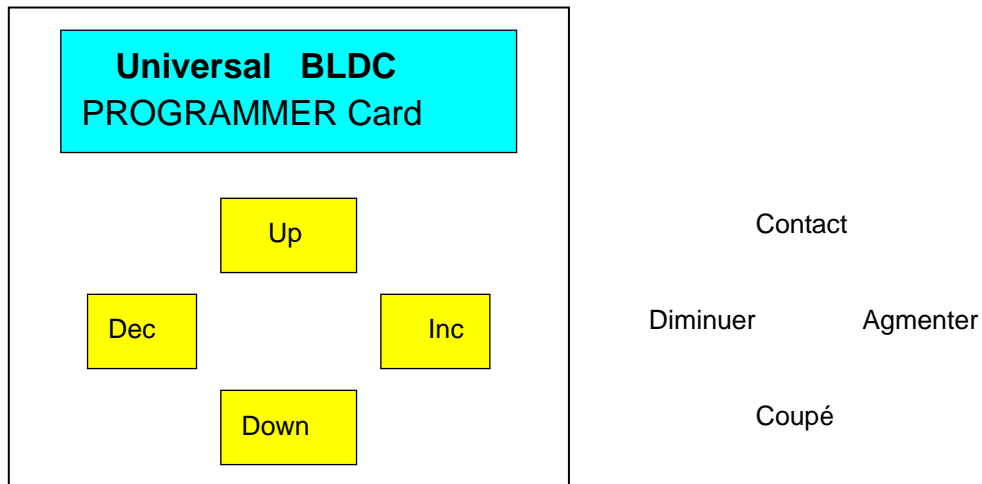 Universal BLDC
PROGRAMMER Card
Up
Contact
Dec
Inc
Diminuer
Agmenter
Down
Coupé